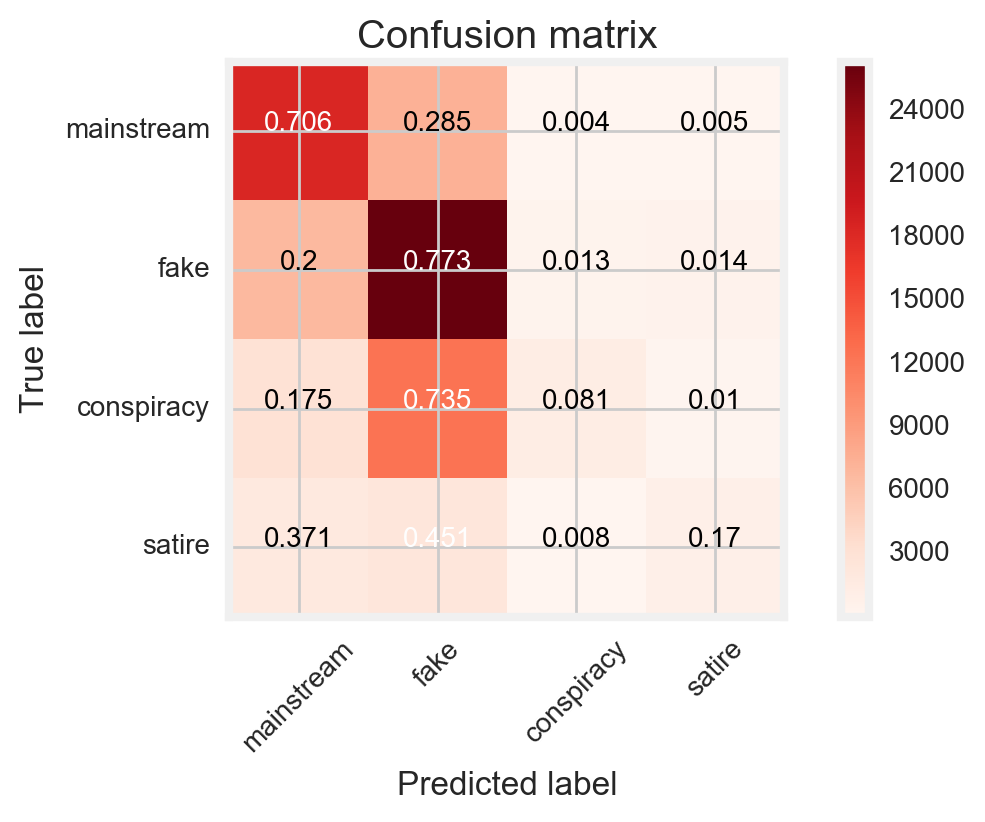 Confusion matrix
mainstream 0.706 0.285 0.004 0.005
fake 0.2 0.773 0.013 0.014
conspiracy 0.175 0.735 0.081 0.01
satire 0.371 0.451 0.008 0.17
True label
mainstream fake conspiracy satire
Predicted label
24000
21000
18000
15000
12000
9000
6000
3000